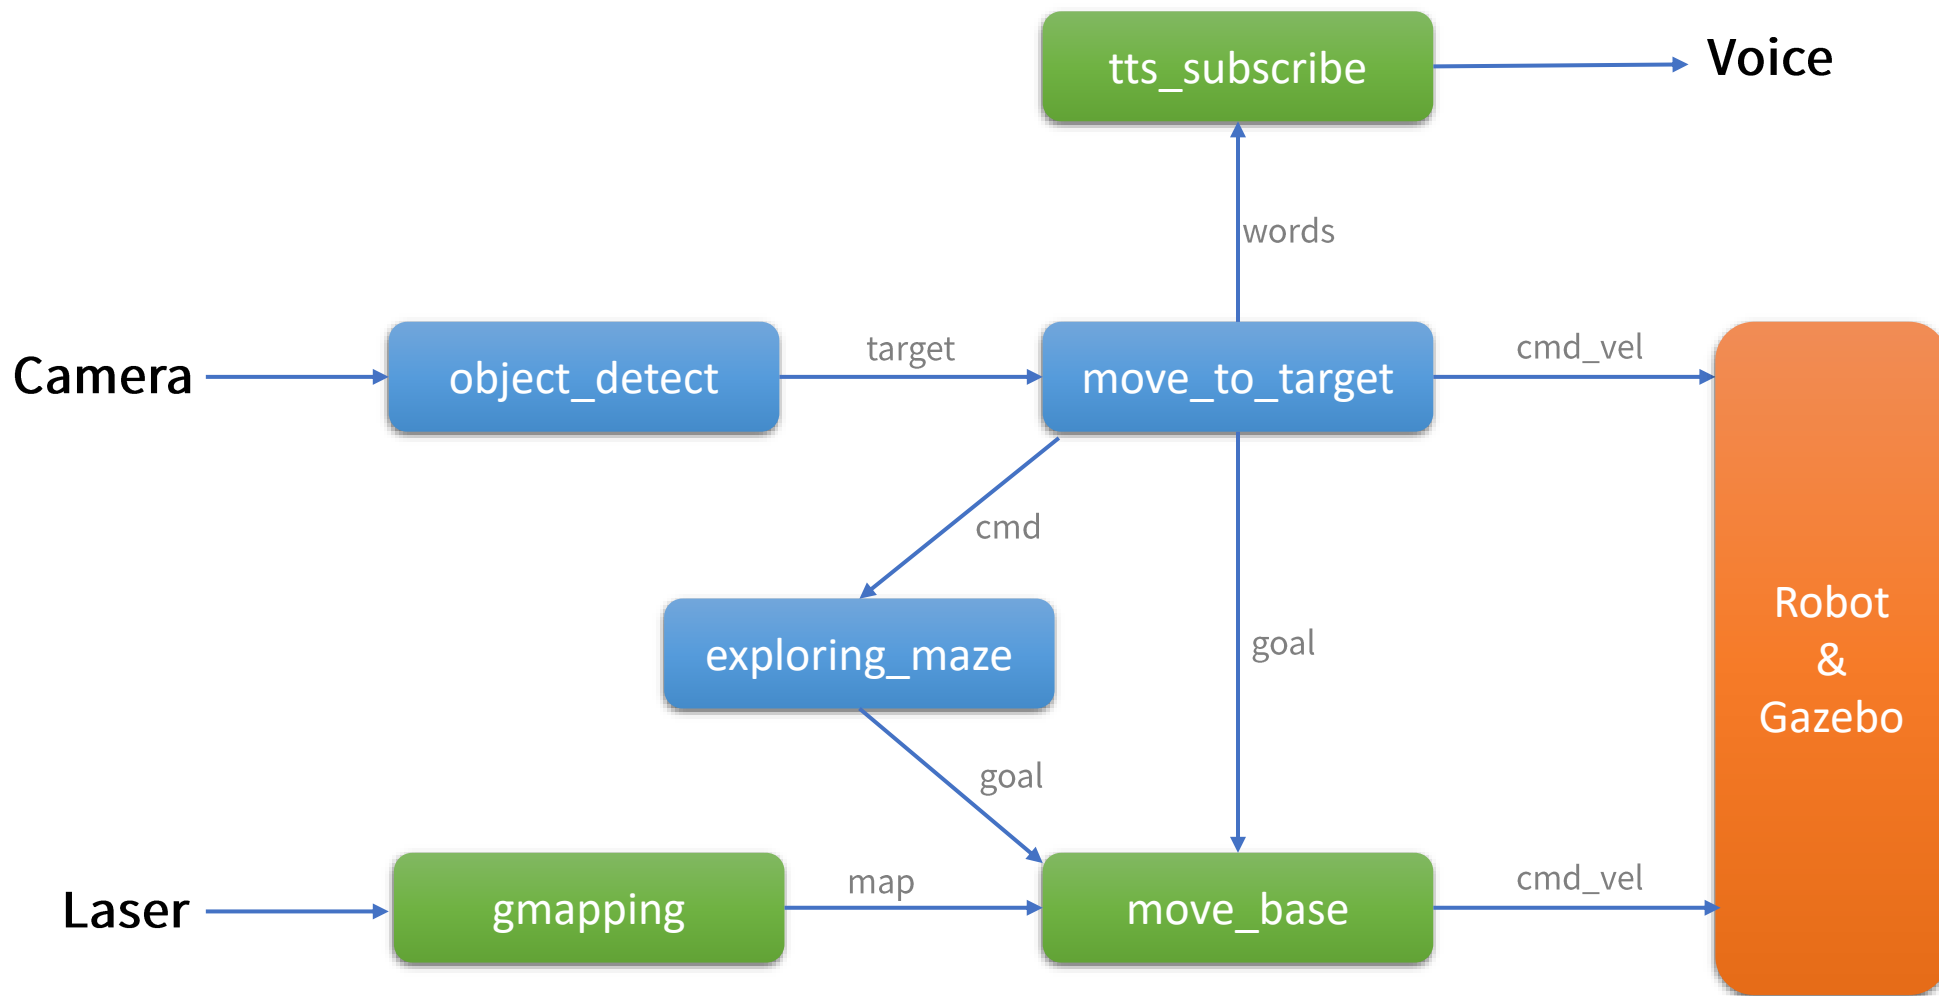 tts_subscribe
Voice
words
Camera
object_detect
target
move_to_target
cmd_vel
cmd
exploring_maze
goal
goal
Robot
&
Gazebo
Laser
gmapping
map
move_base
cmd_vel